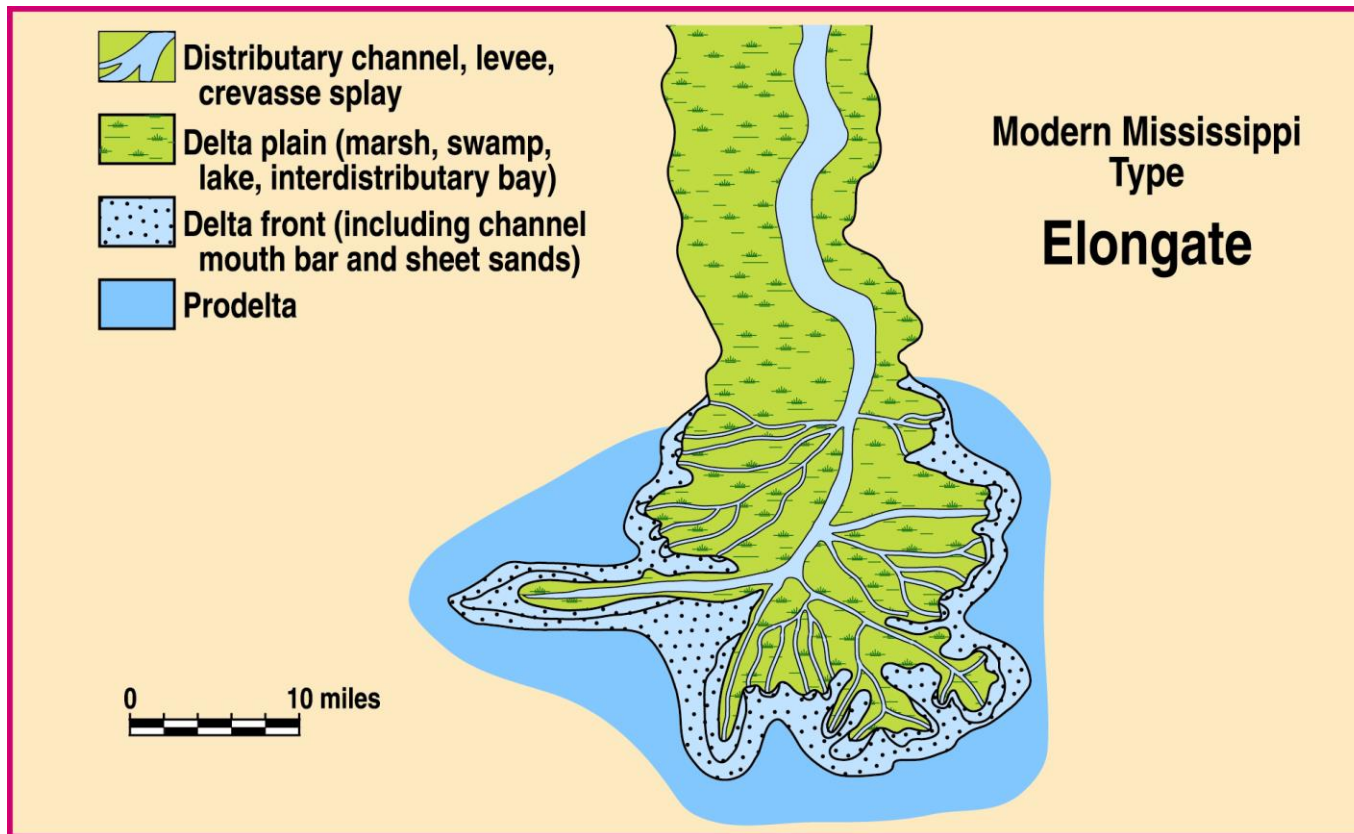 Distributary channel, levee,
crevasse splay
Delta plain (marsh, swamp,
lake, interdistributary bay)
Delta front (including channel
mouth bar and sheet sands)
Prodelta
Modern Mississippi
Type
Elongate
0 10 miles